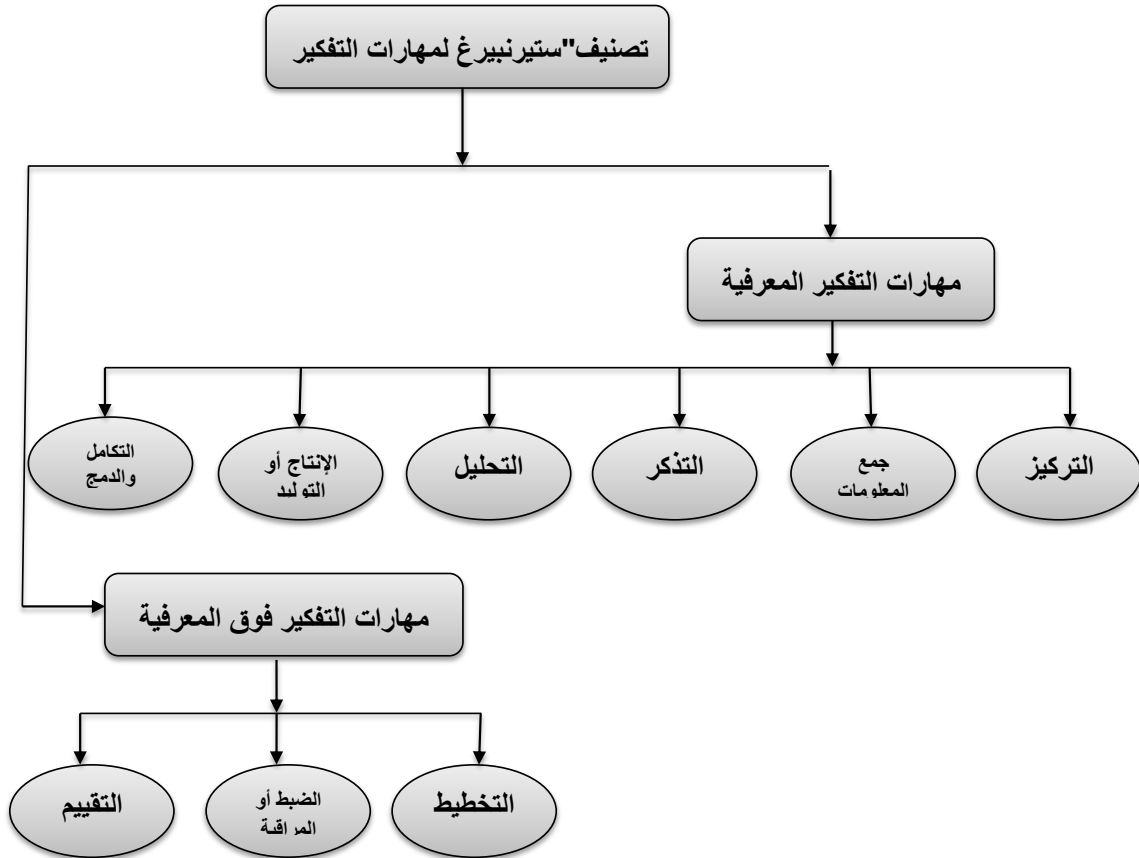 تصنيف"ستيرنبيرغ لمهارات التفكير
مهارات التفكير المعرفية
التركيز
جمع
المعلومات
التذكر
التحليل
الإنتاج أو
التوليد
التكامل
والدمج
مهارات التفكير فوق المعرفية
التخطيط
الضبط أو
المراقبة
التقييم